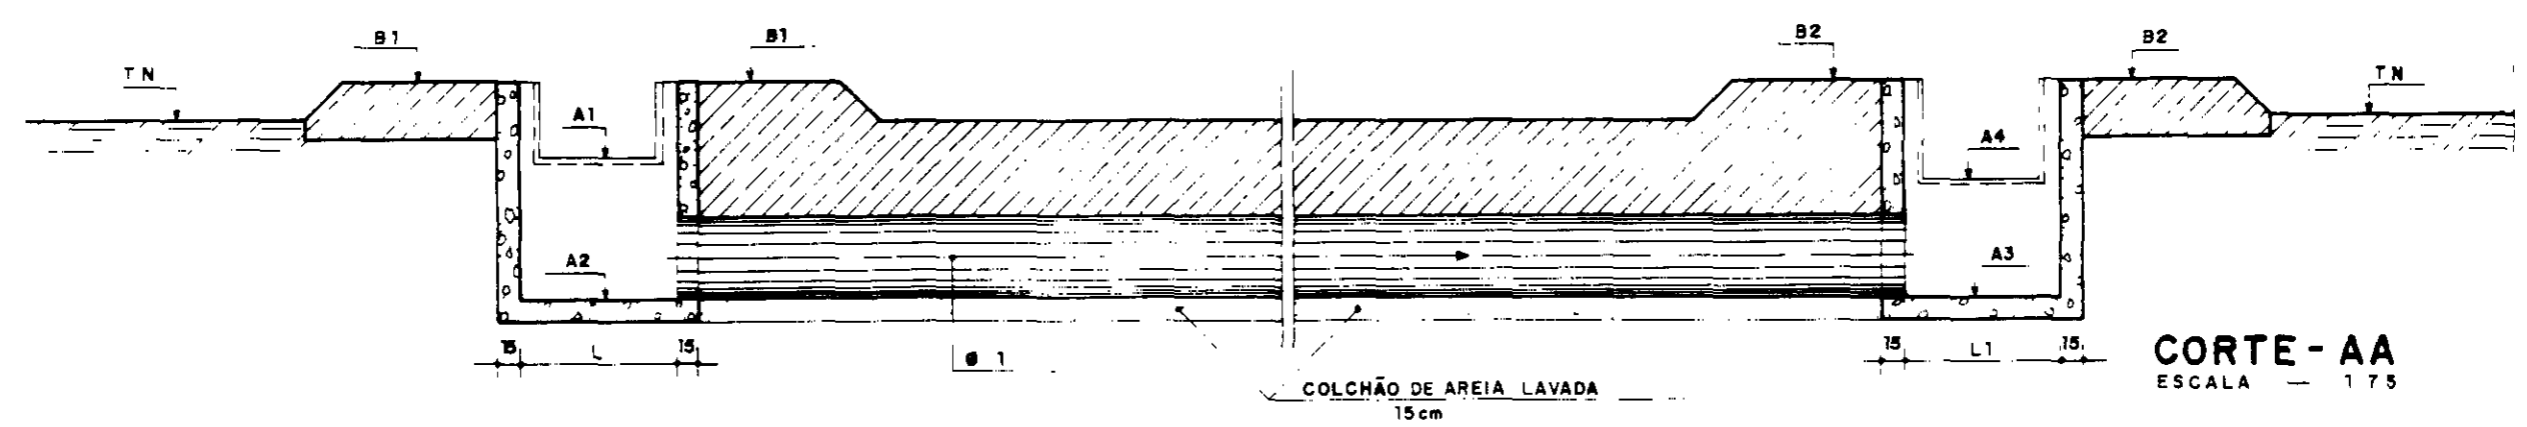 B1
B1
B2
B2
TN
TN
A1
A4
A2
A3
15
L
15
Ø 1
15
L1
15
COLCHÃO DE AREIA LAVADA
15cm
CORTE-AA
ESCALA — 1 75